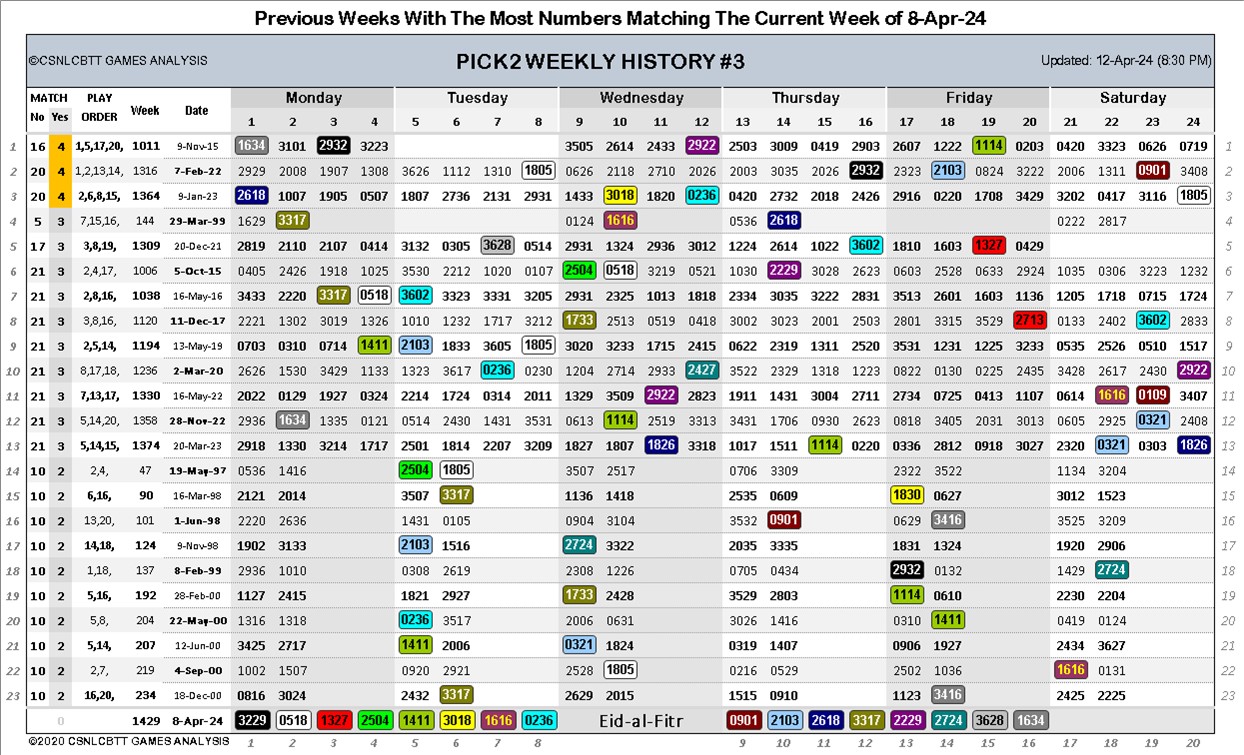 Previous Weeks With The Most Numbers Matching The Current Week of 8-Apr-24
©CSNLCBTT GAMES ANALYSIS PICK2 WEEKLY HISTORY #3 Updated: 12-Apr-24 (8:30 PM)
MATCH PLAY Week Date Monday Tuesday Wednesday Thursday Friday Saturday
No Yes ORDER 1 2 3 4 5 6 7 8 9 10 11 12 13 14 15 16 17 18 19 20 21 22 23 24
1 16 4 1,5,17,20, 1011 9-Nov-15 1634 3101 2932 3223 3505 2614 2433 2922 2503 3009 0419 2903 2607 1222 1114 0203 0420 3323 0626 0719 1
2 20 4 1,2,13,14, 1316 7-Feb-22 2929 2008 1907 1308 3626 1112 1310 1805 0626 2118 2710 2026 2003 3035 2026 2932 2323 2103 0824 3222 2006 1311 0901 3408 2
3 20 4 2,6,8,15, 1364 9-Jan-23 2618 1007 1905 0507 1807 2736 2131 2931 1433 3018 1820 0236 0420 2732 2018 2426 2916 0220 1708 3429 3202 0417 3116 1805 3
4 5 3 7,15,16, 144 29-Mar-99 1629 3317 0124 1616 0536 2618 0222 2817 4
5 17 3 3,8,19, 1309 20-Dec-21 2819 2110 2107 0414 3132 0305 3628 0514 2931 1324 2936 3012 1224 2614 1022 3602 1810 1603 1327 0429 5
6 21 3 2,4,17, 1006 5-Oct-15 0405 2426 1918 1025 3530 2212 1020 0107 2504 0518 3219 0521 1030 2229 3028 2623 0603 2528 0633 2924 1035 0306 3223 1232 6
7 21 3 2,8,16, 1038 16-May-16 3433 2220 3317 0518 3602 3323 3331 3205 2931 2325 1013 1818 2334 3035 3222 2831 3513 2601 1603 1136 1205 1718 0715 1724 7
8 21 3 3,8,16, 1120 11-Dec-17 2221 1302 3019 1326 1010 1232 1717 3212 1733 2513 0519 0418 3002 3023 2001 2503 2801 3315 3529 2713 0133 2402 3602 2833 8
9 21 3 2,5,14, 1194 13-May-19 0703 0310 0714 1411 2103 1833 3605 1805 3020 3233 1715 2415 0622 2319 1311 2520 3531 1231 1225 3233 0535 2526 0510 1517 9
10 21 3 8,17,18, 1236 2-Mar-20 2626 1530 3429 1133 1323 3617 0236 0230 1204 2714 2933 2427 3522 2329 1318 1223 0822 0130 0225 2435 3428 2617 2430 2922 10
11 21 3 7,13,17, 1330 16-May-22 2022 0129 1927 0324 2214 1724 0314 2011 1329 3509 2922 2823 1911 1431 3004 2711 2734 0725 0413 1107 0614 1616 0109 3407 11
12 21 3 5,14,20, 1358 28-Nov-22 2936 1634 1335 0121 0514 2430 1431 3531 0613 1114 2519 3313 3431 1706 0930 2533 0818 3405 2031 3013 0605 2925 0321 2408 12
13 21 3 5,14,15, 1374 20-Mar-23 2918 1330 3214 1717 2501 1814 2207 3209 1827 1807 1826 3318 1017 1511 1114 0220 0336 2812 0918 3027 2320 0321 0303 1826 13
14 10 2 2,4, 47 19-May-97 0536 1416 2504 1805 3507 2517 0706 3309 2322 3522 1134 3204 14
15 10 2 6,16, 90 16-Mar-98 2121 2014 3507 3317 1136 1418 2535 0609 1830 0627 3012 1523 15
16 10 2 13,20, 101 1-Jun-98 2220 2636 1431 0105 0904 3104 3532 0901 0629 3416 3525 3209 16
17 10 2 14,18, 124 9-Nov-98 1902 3133 2103 1516 2724 3322 2035 3335 1831 1324 1920 2906 17
18 10 2 1,18, 137 8-Feb-99 2936 1010 0308 2619 2308 1226 0705 0434 2932 0132 1429 2724 18
19 10 2 5,16, 192 28-Feb-00 1127 2415 1821 2927 1733 2428 3529 2803 1114 0610 2230 2204 19
20 10 2 5,8, 204 22-May-00 1316 1318 0236 3517 2006 0631 3026 1416 0310 1411 0419 0124 20
21 10 2 5,14, 207 12-Jun-00 3425 2717 1411 2006 0321 1824 0319 1407 0906 1927 2434 3627 21
22 10 2 2,7, 219 4-Sep-00 1002 1507 0920 2921 2528 1805 0216 0529 2502 1036 1616 0131 22
23 10 2 16,20, 234 18-Dec-00 0816 3024 2432 3317 2629 2015 1515 0910 1123 3416 2425 2225 23
0 1429 8-Apr-24 3229 0518 1327 2504 1411 3018 1616 0236 Eid-al-Fitr 0901 2103 2618 3317 2229 2724 3628 1634
©2020 CSNLCBTT GAMES ANALYSIS 1 2 3 4 5 6 7 8 9 10 11 12 13 14 15 16 17 18 19 20